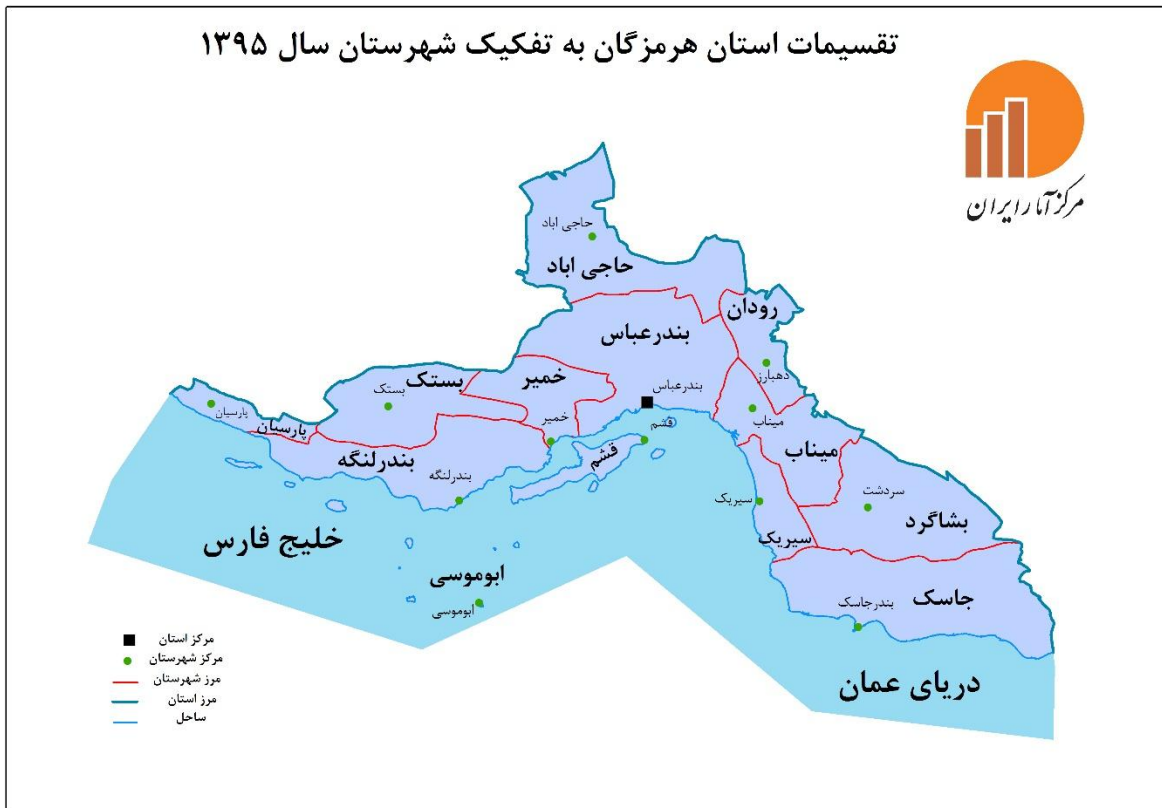 تقسیمات استان هرمزگان به تفکیک شهرستان سال ۱۳۹۵
مرکز آمار ایران
حاجی اباد
حاجی اباد
رودان
بندرعباس
دهبارز
خمیر
بستک
بستک
بندرعباس
پارسیان
پارسیان
میناب
قشم
خمیر
میناب
قشم
بندرلنگه
بندرلنگه
سردشت
سیریک
بشاگرد
سیریک
خلیج فارس
ابوموسی
ابوموسی
جاسک
بندرجاسک
دریای عمان
مرکز استان
مرکز شهرستان
مرز شهرستان
مرز استان
ساحل